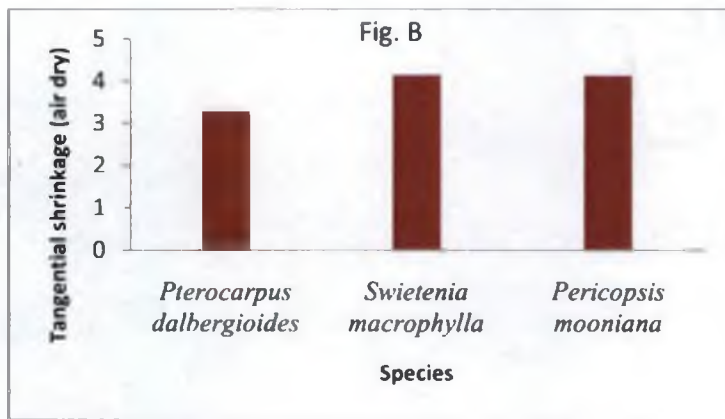 Fig. B
Tangential shrinkage (air dry)
5
4
3
2
1
0
Pterocarpus dalbergioides
Swietenia macrophylla
Pericopsis mooniana
Species